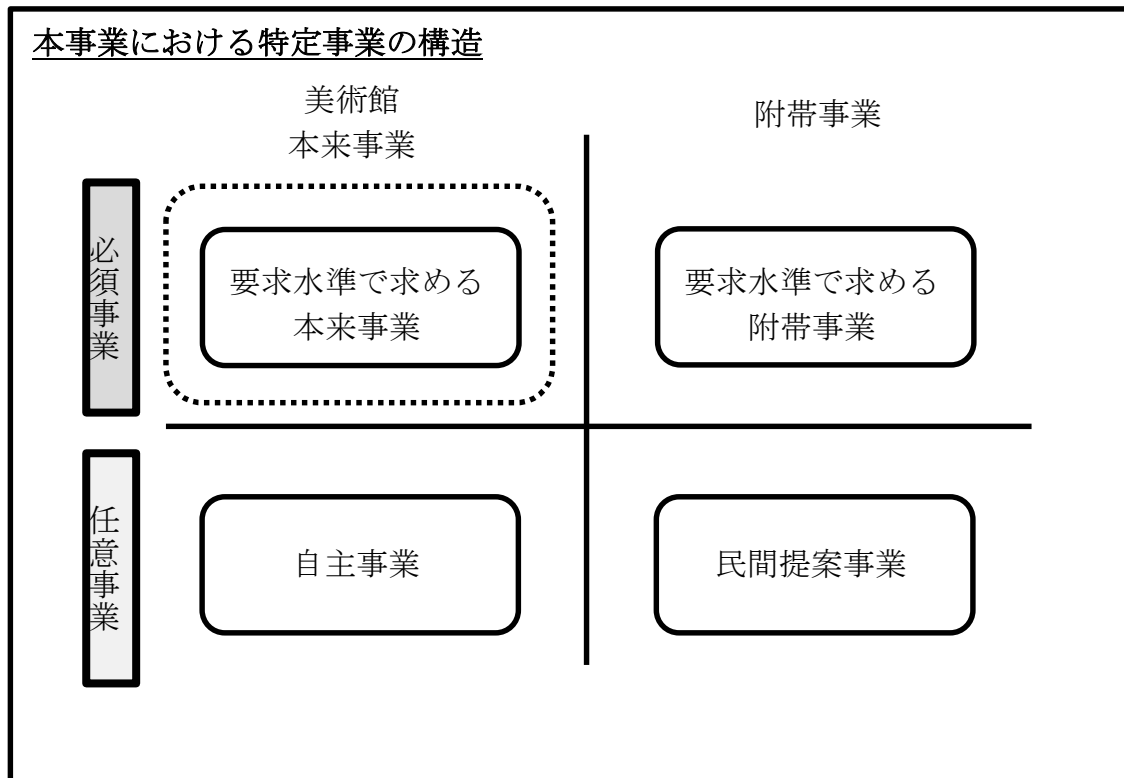 本事業における特定事業の構造
美術館
本来事業
附帯事業
必須事業
要求水準で求める
本来事業
要求水準で求める
附帯事業
任意事業
自主事業
民間提案事業